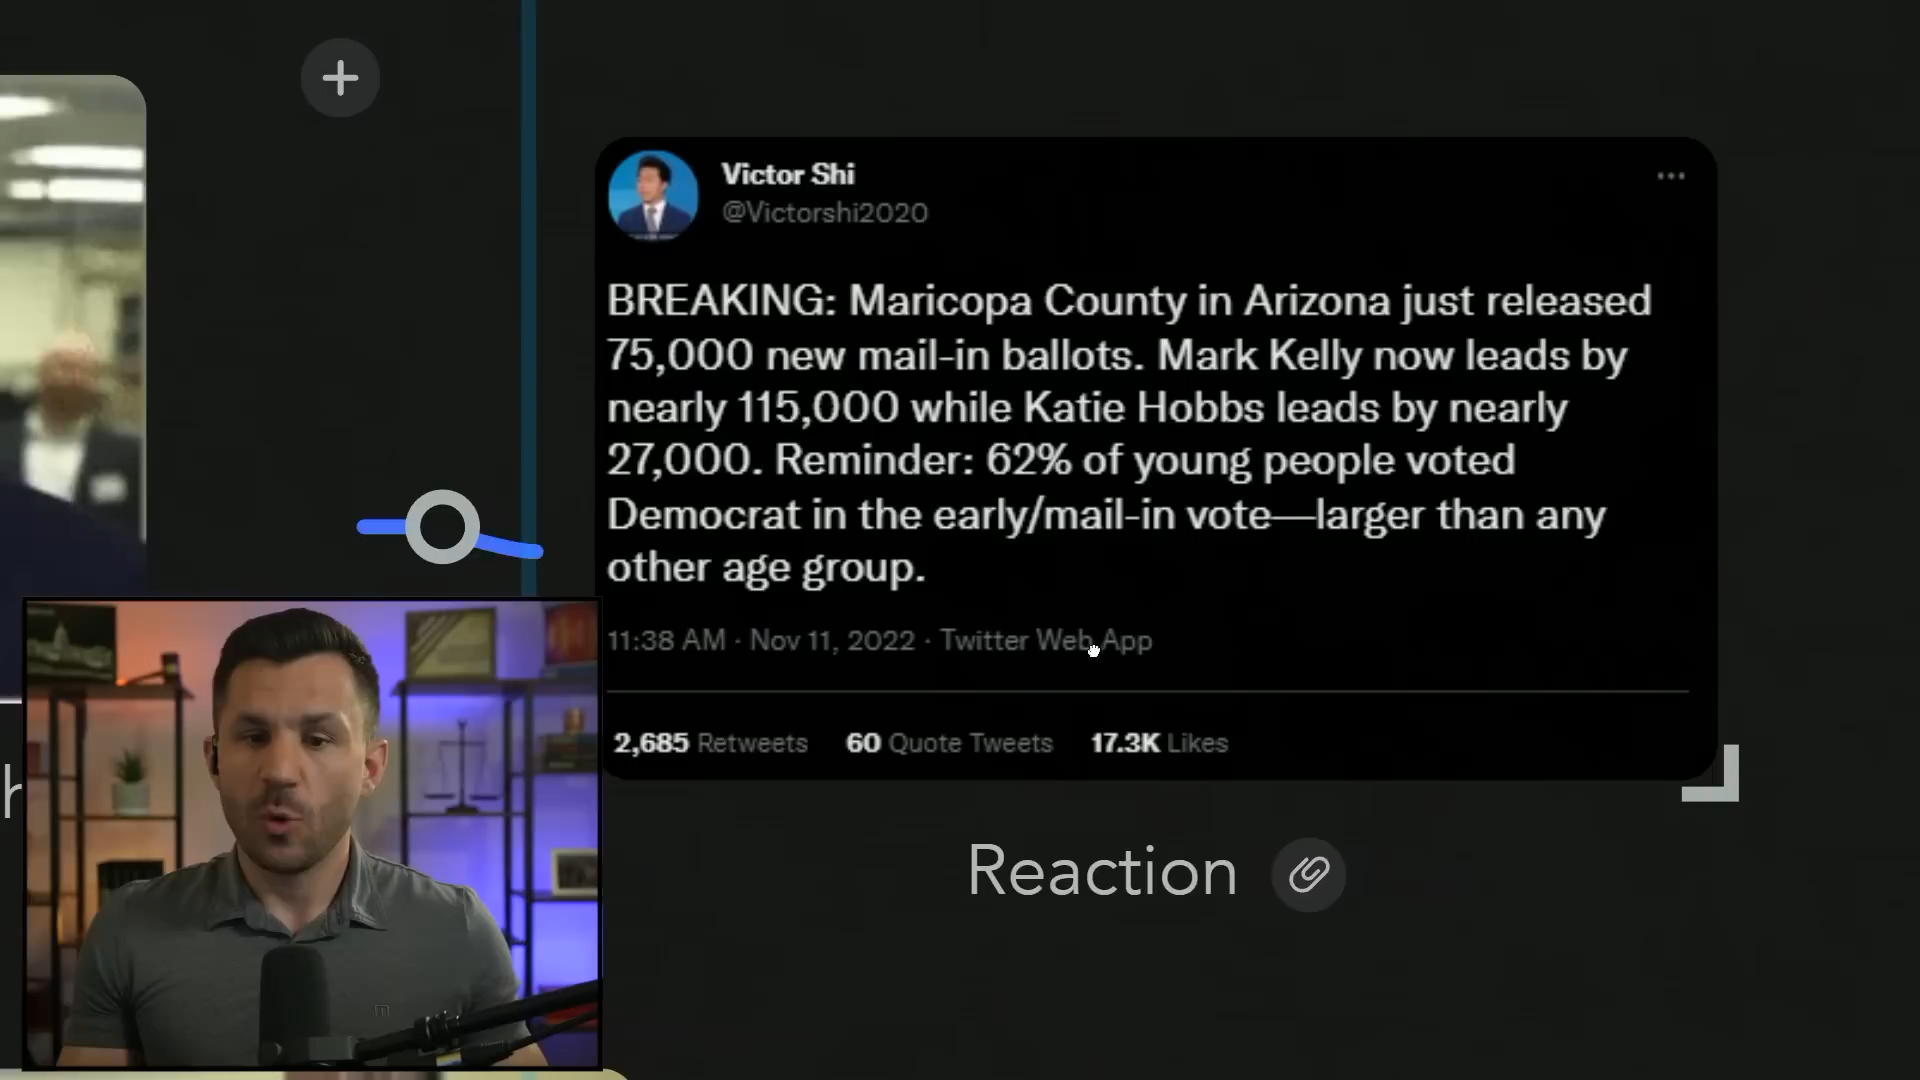 Victor Shi
@Victorshi2020
BREAKING: Maricopa County in Arizona just released
75,000 new mail-in ballots. Mark Kelly now leads by
nearly 115,000 while Katie Hobbs leads by nearly
27,000. Reminder: 62% of young people voted
Democrat in the early/mail-in vote—larger than any
other age group.
11:38 AM · Nov 11, 2022 · Twitter Web App
2,685 Retweets 60 Quote Tweets 17.3K Likes
Reaction